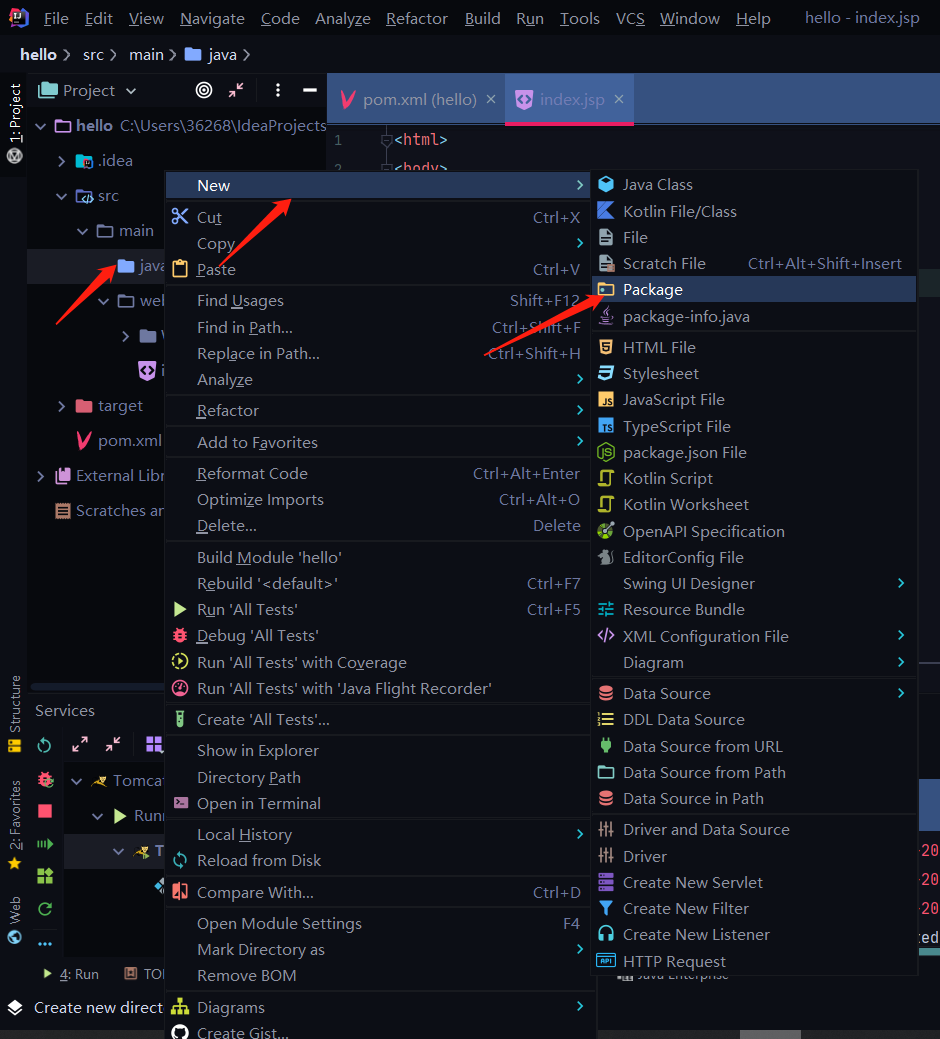 File Edit View Navigate Code Analyze Refactor Build Run Tools VCS Window Help hello - index.jsp
hello src main java
1: Project
Project
pom.xml (hello)
index.jsp
hello C:\Users\36268\IdeaProjects
.idea
src
main
java
pom.xml
target
External Libr
Scratches ar
1 <html>
2 <body>
New
Cut Ctrl+X
Copy
Paste Ctrl+V
Find Usages Shift+F12
Find in Path... Ctrl+Shift+F
Replace in Path... Ctrl+Shift+H
Analyze
Refactor
Add to Favorites
Reformat Code Ctrl+Alt+Enter
Optimize Imports Ctrl+Alt+O
Delete... Delete
Build Module 'hello'
Rebuild '<default>' Ctrl+F7
Run 'All Tests' Ctrl+F5
Debug 'All Tests'
Run 'All Tests' with Coverage
Run 'All Tests' with 'Java Flight Recorder'
Create 'All Tests'...
Show in Explorer
Directory Path
Open in Terminal
Local History
Reload from Disk
Compare With... Ctrl+D
Open Module Settings F4
Mark Directory as
Remove BOM
Diagrams
Create Gist...
Java Class
Kotlin File/Class
File
Scratch File Ctrl+Alt+Shift+Insert
Package
package-info.java
HTML File
Stylesheet
JavaScript File
TypeScript File
package.json File
Kotlin Script
Kotlin Worksheet
OpenAPI Specification
EditorConfig File
Swing UI Designer
Resource Bundle
XML Configuration File
Diagram
Data Source
DDL Data Source
Data Source from URL
Data Source from Path
Data Source in Path
Driver and Data Source
Driver
Create New Servlet
Create New Filter
Create New Listener
HTTP Request
Structure
2: Favorites
Web
Services
Tomca
Runn
4: Run
TO
Create new direct
Java Enterprise
20
20
20
ted